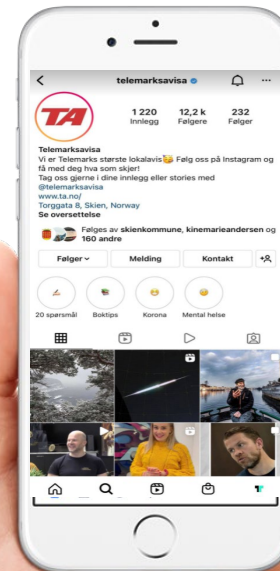 telemarksavisa
TA
1 220 12,2 k 232
Innlegg Følgere Følger
Telemarksavisa
Vi er Telemarks største lokalavis Følg oss på Instagram og
få med deg hva som skjer!
Tag oss gjerne i dine innlegg eller stories med
@telemarksavisa
www.ta.no/
Torggata 8, Skien, Norway
Se oversettelse
Følges av skienkommune, kinemarieandersen og
160 andre
Følger Melding Kontakt
20 spørsmål Boktips Korona Mental helse